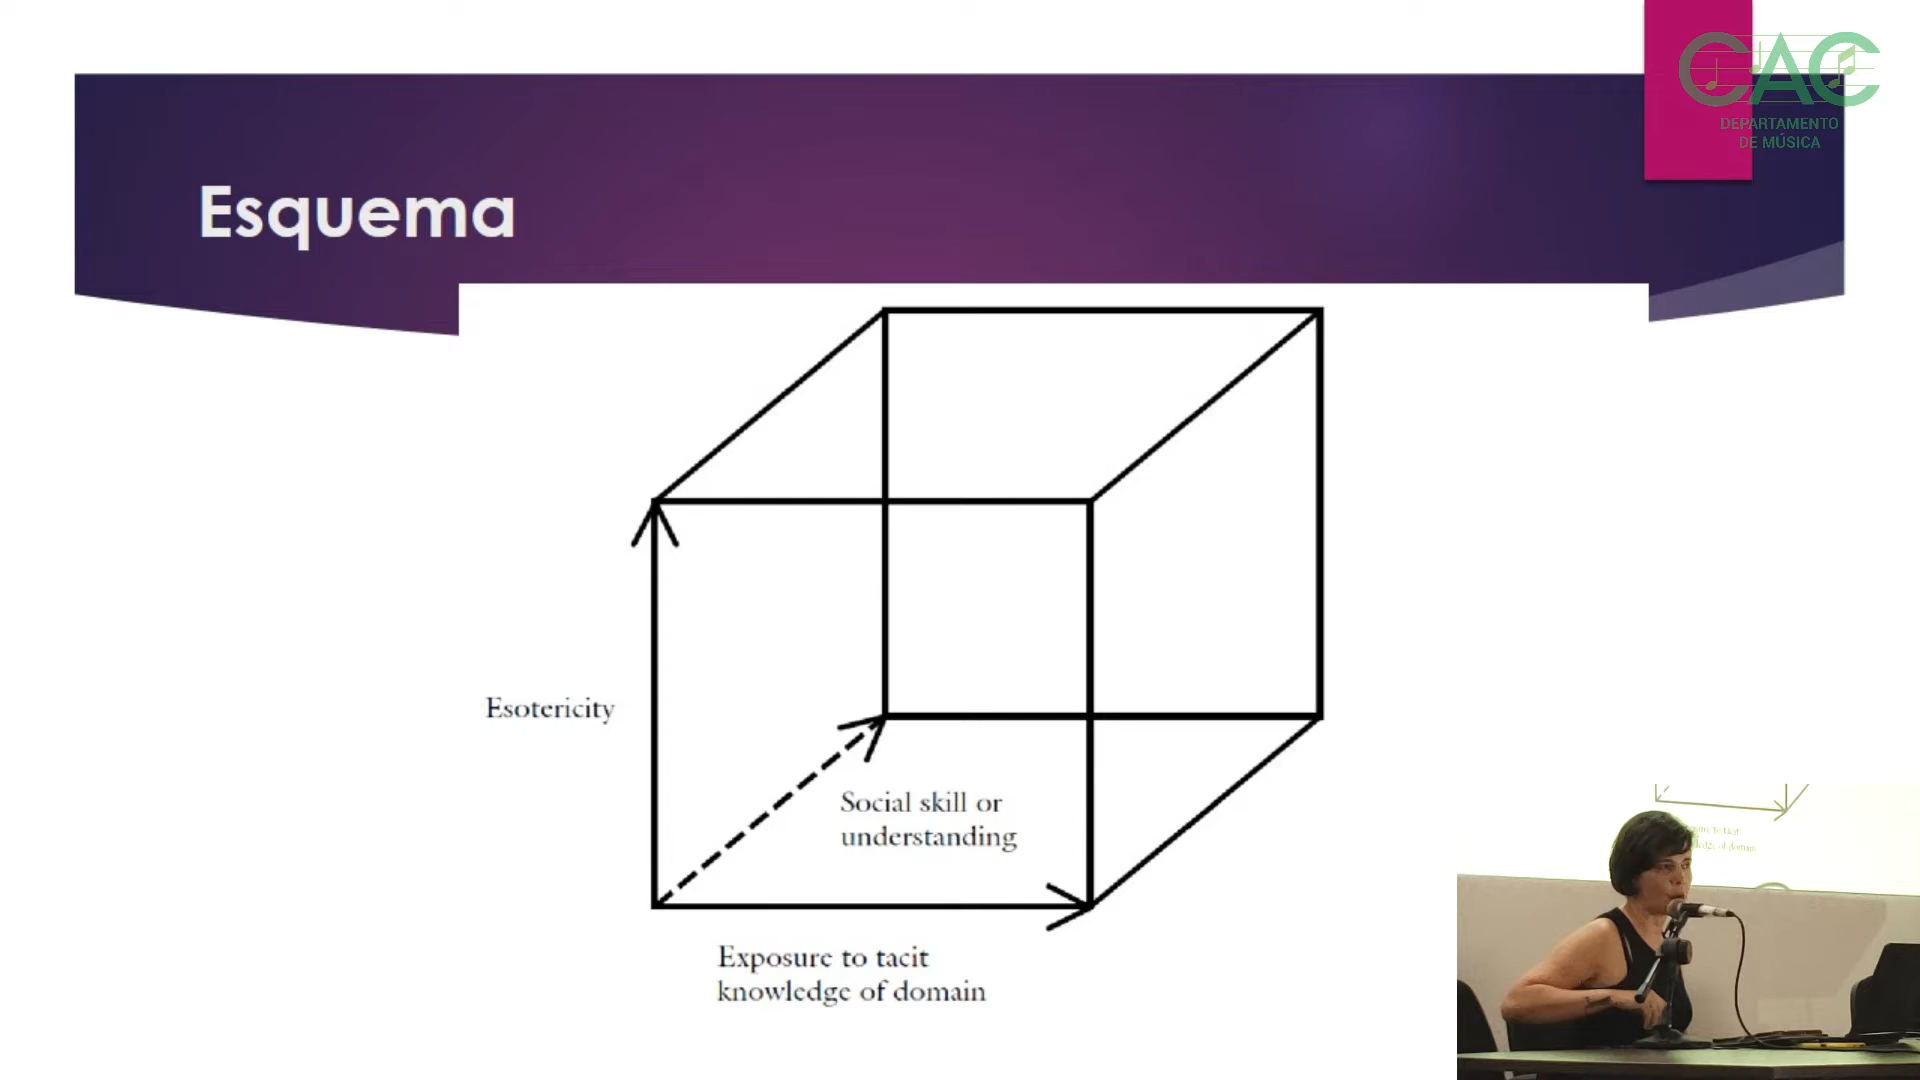 CAC
DEPARTAMENTO
DE MÚSICA
Esquema
Esotericity
Social skill or
understanding
Exposure to tacit
knowledge of domain